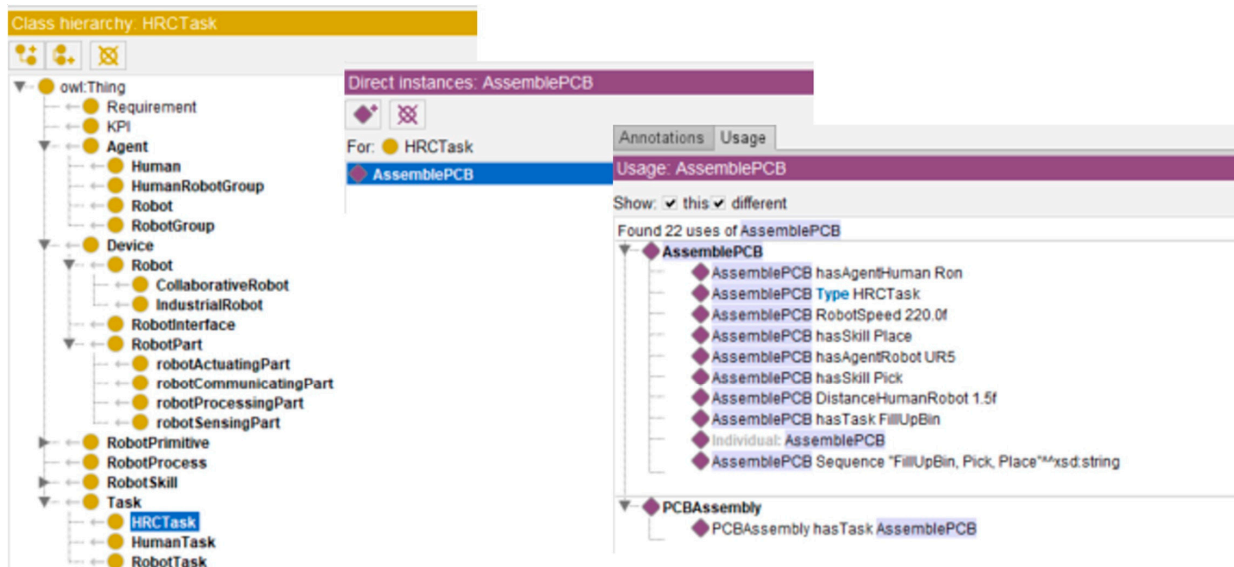 Class hierarchy: HRCTask
owl:Thing
Requirement
KPI
Agent
Human
HumanRobotGroup
Robot
RobotGroup
Device
Robot
CollaborativeRobot
IndustrialRobot
RobotInterface
RobotPart
robotActuatingPart
robotCommunicatingPart
robotProcessingPart
robotSensingPart
RobotPrimitive
RobotProcess
RobotSkill
Task
HRCTask
HumanTask
RobotTask
Direct instances: AssemblePCB
For: HRCTask
AssemblePCB
Annotations Usage
Usage: AssemblePCB
Show: this different
Found 22 uses of AssemblePCB
AssemblePCB
AssemblePCB hasAgentHuman Ron
AssemblePCB Type HRCTask
AssemblePCB RobotSpeed 220.0f
AssemblePCB hasSkill Place
AssemblePCB hasAgentRobot UR5
AssemblePCB hasSkill Pick
AssemblePCB DistanceHumanRobot 1.5f
AssemblePCB hasTask FillUpBin
Individual: AssemblePCB
AssemblePCB Sequence "FillUpBin, Pick, Place"^^xsd:string
PCBAssembly
PCBAssembly hasTask AssemblePCB